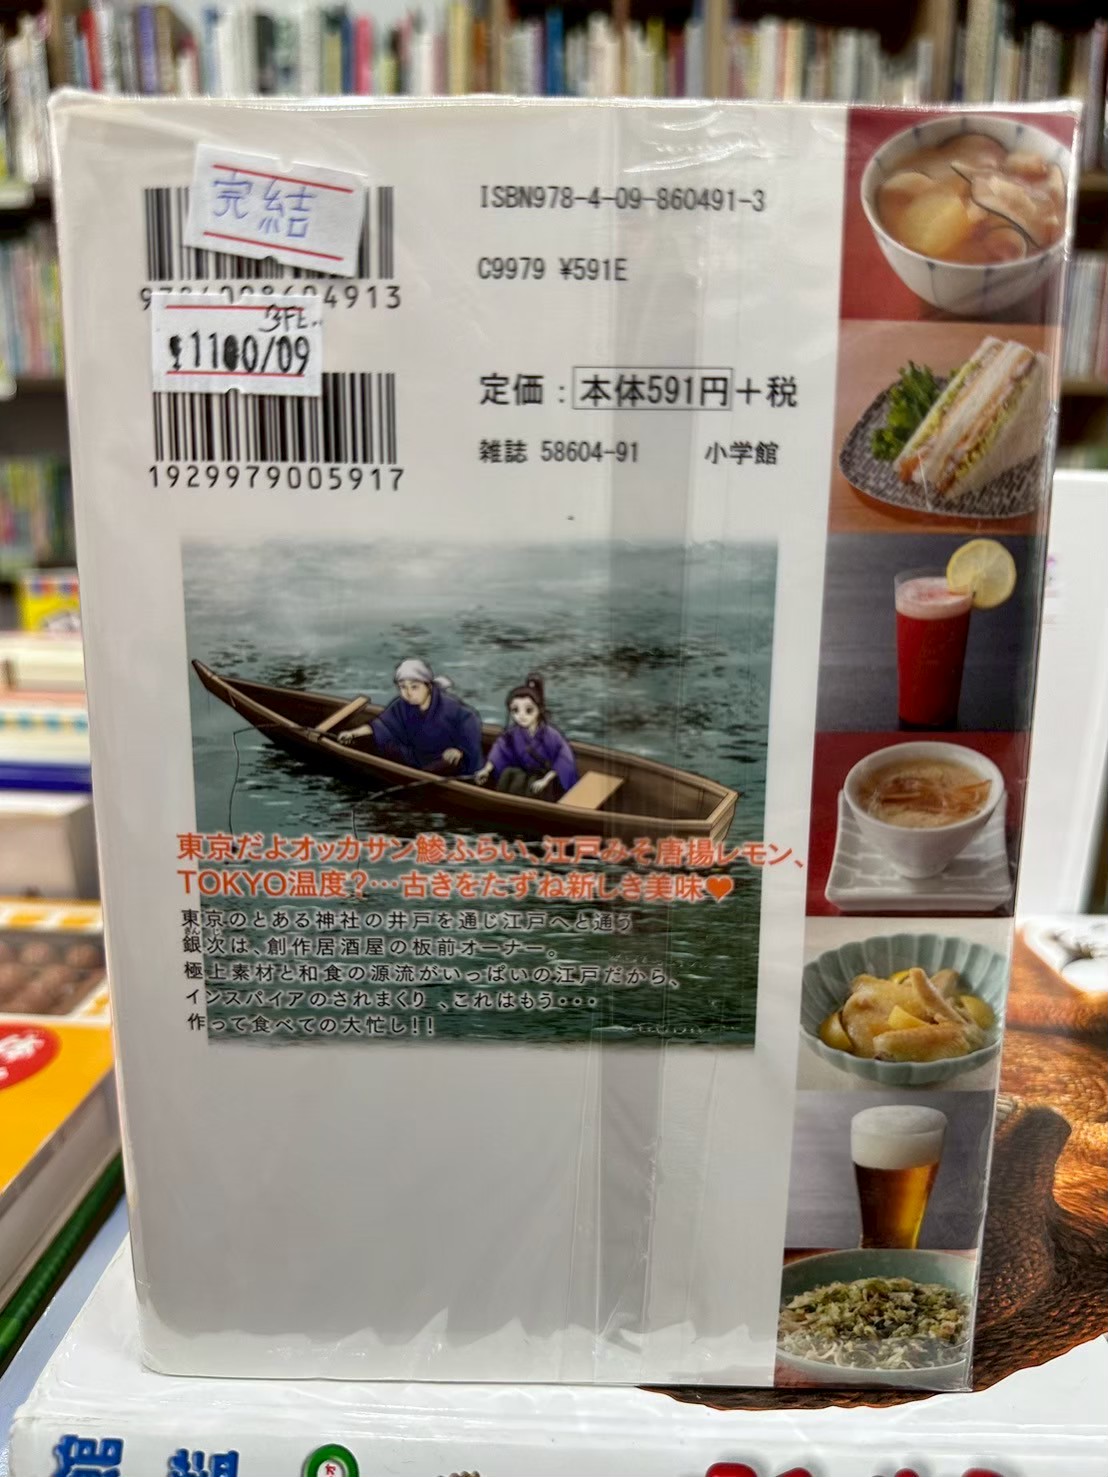 完結
ISBN978-4-09-860491-3
C9979 ¥591E
3FL
¥1100/09
定価：本体591円＋税
1929979005917
雑誌 58604-91 小学館
東京だよオッカサン鯵ふらい、江戸みそ唐揚レモン、
TOKYO温度?…古きをたずね新しき美味♥
東京のとある神社の井戸を通じ江戸へと通う
ぎんじ
銀次は、創作居酒屋の板前オーナー。
極上素材と和食の源流がいっぱいの江戸だから、
インスパイアのされまくり、これはもう・・・
作って食べての大忙し!!